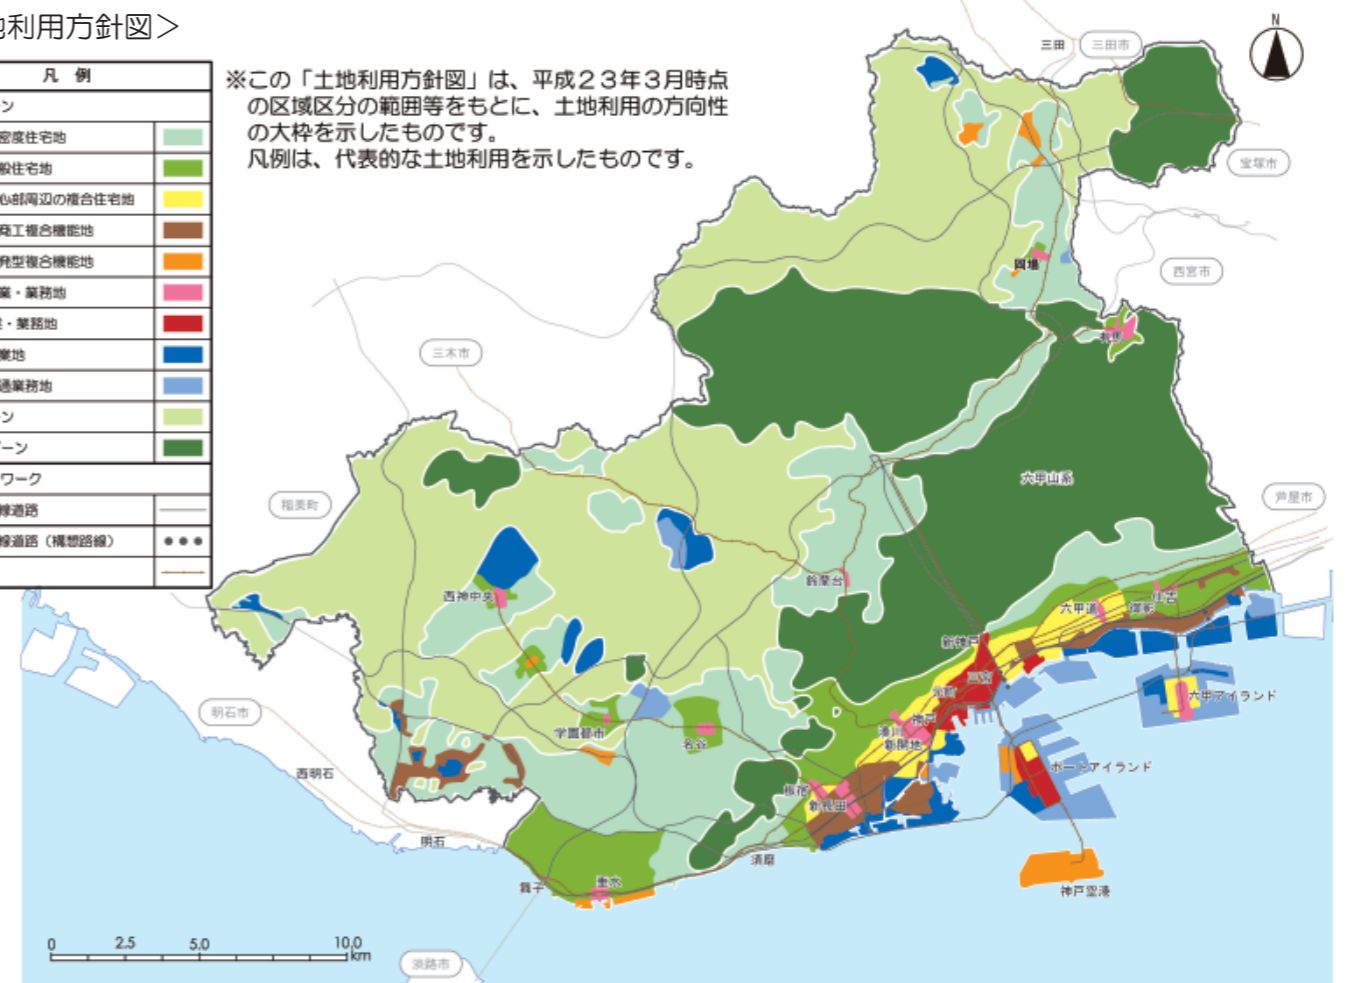 地利用方針図＞
凡 例
ーン
密度住宅地
般住宅地
心部周辺の複合住宅地
商工複合機能地
発型複合機能地
業・業務地
・業務地
業地
通業務地
ーン
ーン
ワーク
線道路
線道路（構想路線）
※この「土地利用方針図」は、平成２３年３月時点
の区域区分の範囲等をもとに、土地利用の方向性
の大枠を示したものです。
凡例は、代表的な土地利用を示したものです。
N
三田
三田市
宝塚市
岡場
西宮市
有馬
三木市
六甲山系
芦屋市
稲美町
鈴蘭台
西神中央
六甲道
住吉
御影
新神戸
三宮
元町
六甲アイランド
明石市
学園都市
名谷
神戸
湊川
新開地
西明石
ポートアイランド
板宿
新長田
明石
須磨
舞子
垂水
神戸空港
0 2.5 5.0 10.0
km
淡路市